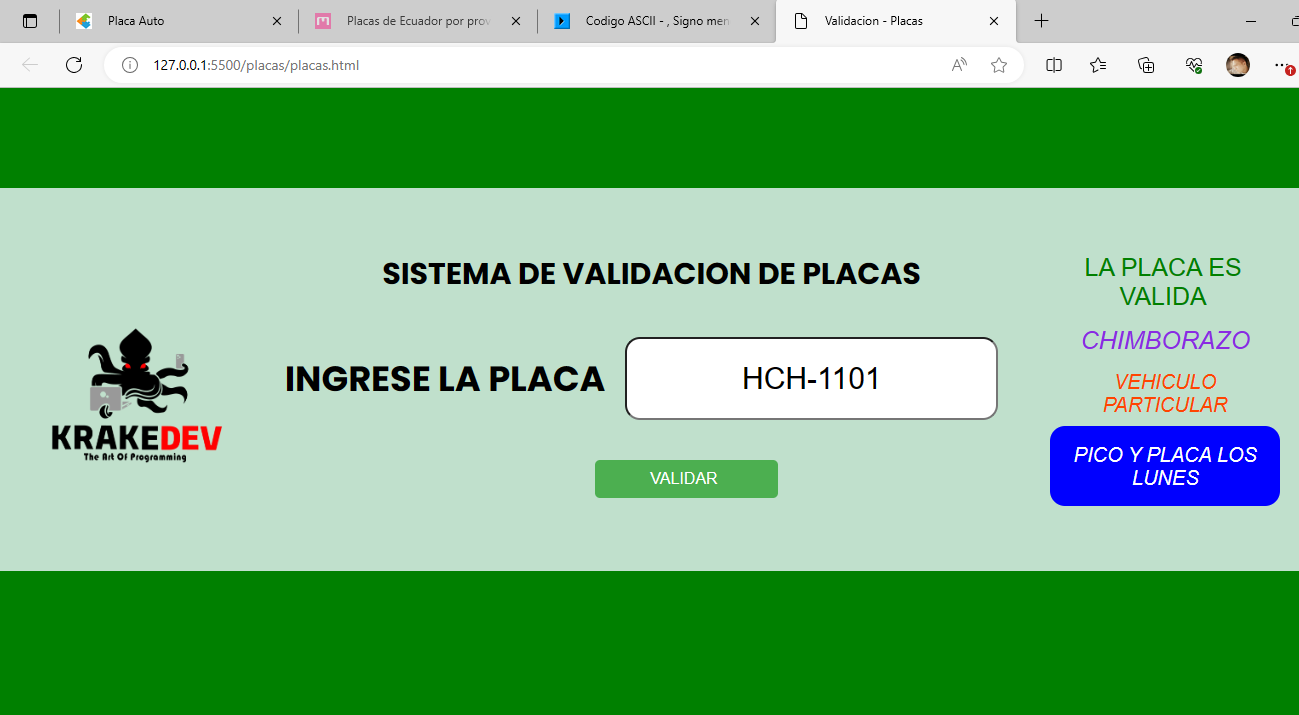 Placa Auto
Placas de Ecuador por prov
Codigo ASCII - , Signo men
Validacion - Placas
127.0.0.1:5500/placas/placas.html
SISTEMA DE VALIDACION DE PLACAS
INGRESE LA PLACA
HCH-1101
VALIDAR
KRAKEDEV
The Art Of Programming
LA PLACA ES
VALIDA
CHIMBORAZO
VEHICULO
PARTICULAR
PICO Y PLACA LOS
LUNES